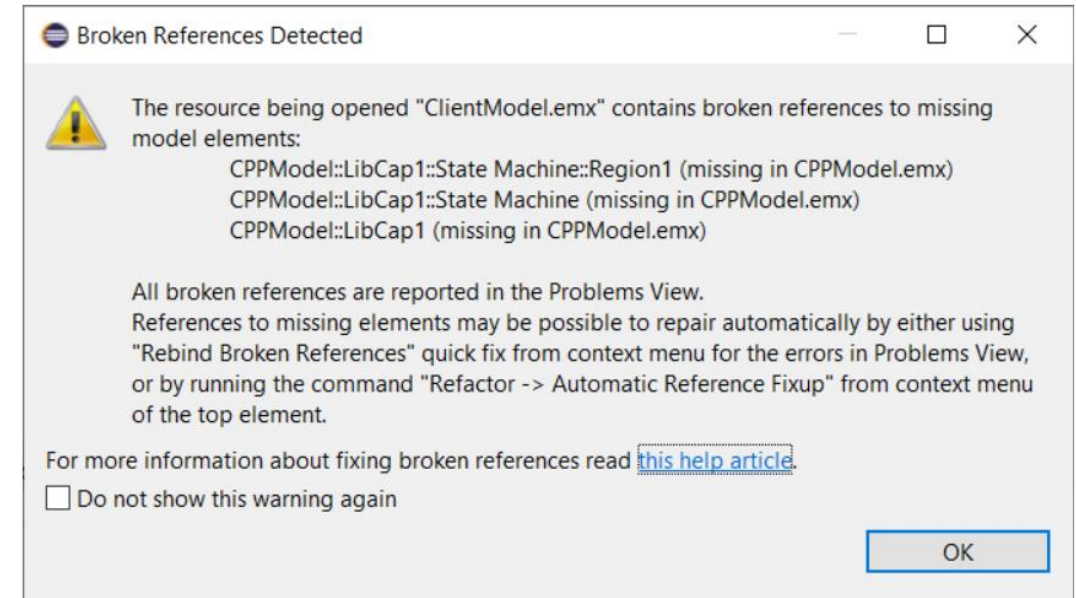 Broken References Detected
The resource being opened "ClientModel.emx" contains broken references to missing
model elements:
CPPModel::LibCap1::State Machine::Region1 (missing in CPPModel.emx)
CPPModel::LibCap1::State Machine (missing in CPPModel.emx)
CPPModel::LibCap1 (missing in CPPModel.emx)
All broken references are reported in the Problems View.
References to missing elements may be possible to repair automatically by either using
"Rebind Broken References" quick fix from context menu for the errors in Problems View,
or by running the command "Refactor -> Automatic Reference Fixup" from context menu
of the top element.
For more information about fixing broken references read this help article.
Do not show this warning again
OK